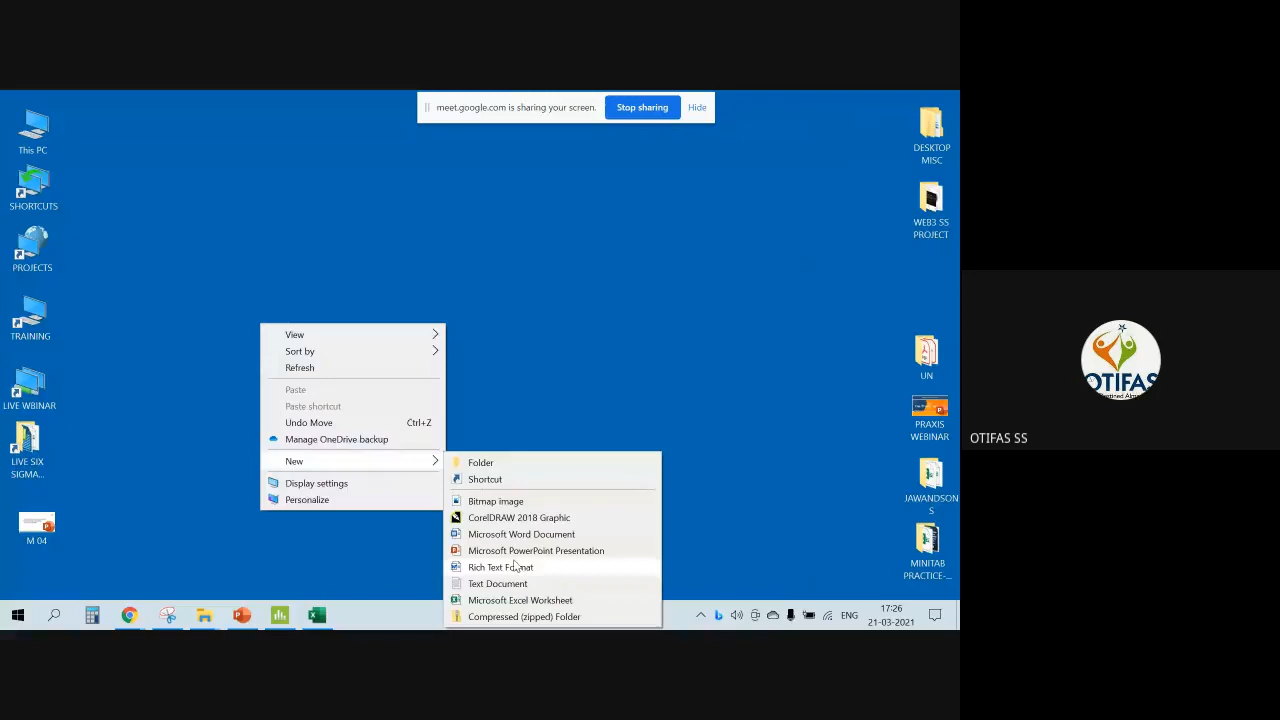 meet.google.com is sharing your screen.
Stop sharing
Hide
This PC
SHORTCUTS
PROJECTS
TRAINING
LIVE WBINAR
LIVE SIX
SIGMA...
M 04
DESKTOP
MISC
WEB3 SS
PROJECT
UN
PRAXIS
WEBINAR
JAWANDSON
S
MINITAB
PRACTICE-...
View
Sort by
Refresh
Paste
Paste shortcut
Undo Move Ctrl+Z
Manage OneDrive backup
New
Display settings
Personalize
Folder
Shortcut
Bitmap image
CorelDRAW 2018 Graphic
Microsoft Word Document
Microsoft PowerPoint Presentation
Rich Text Format
Text Document
Microsoft Excel Worksheet
Compressed (zipped) Folder
ENG
17:26
21-03-2021
OTIFAS
OTIFAS SS